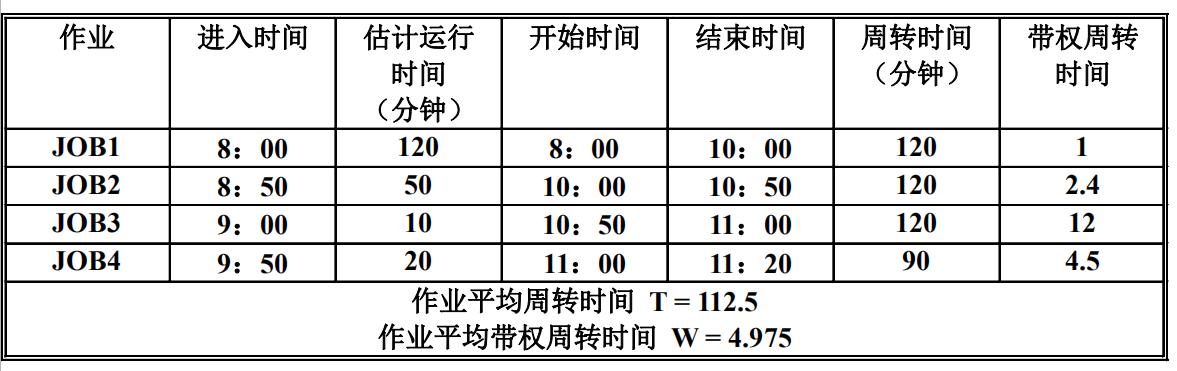 作业 进入时间 估计运行时间（分钟） 开始时间 结束时间 周转时间（分钟） 带权周转时间
JOB1 8：00 120 8：00 10：00 120 1
JOB2 8：50 50 10：00 10：50 120 2.4
JOB3 9：00 10 10：50 11：00 120 12
JOB4 9：50 20 11：00 11：20 90 4.5
作业平均周转时间 T = 112.5
作业平均带权周转时间 W = 4.975